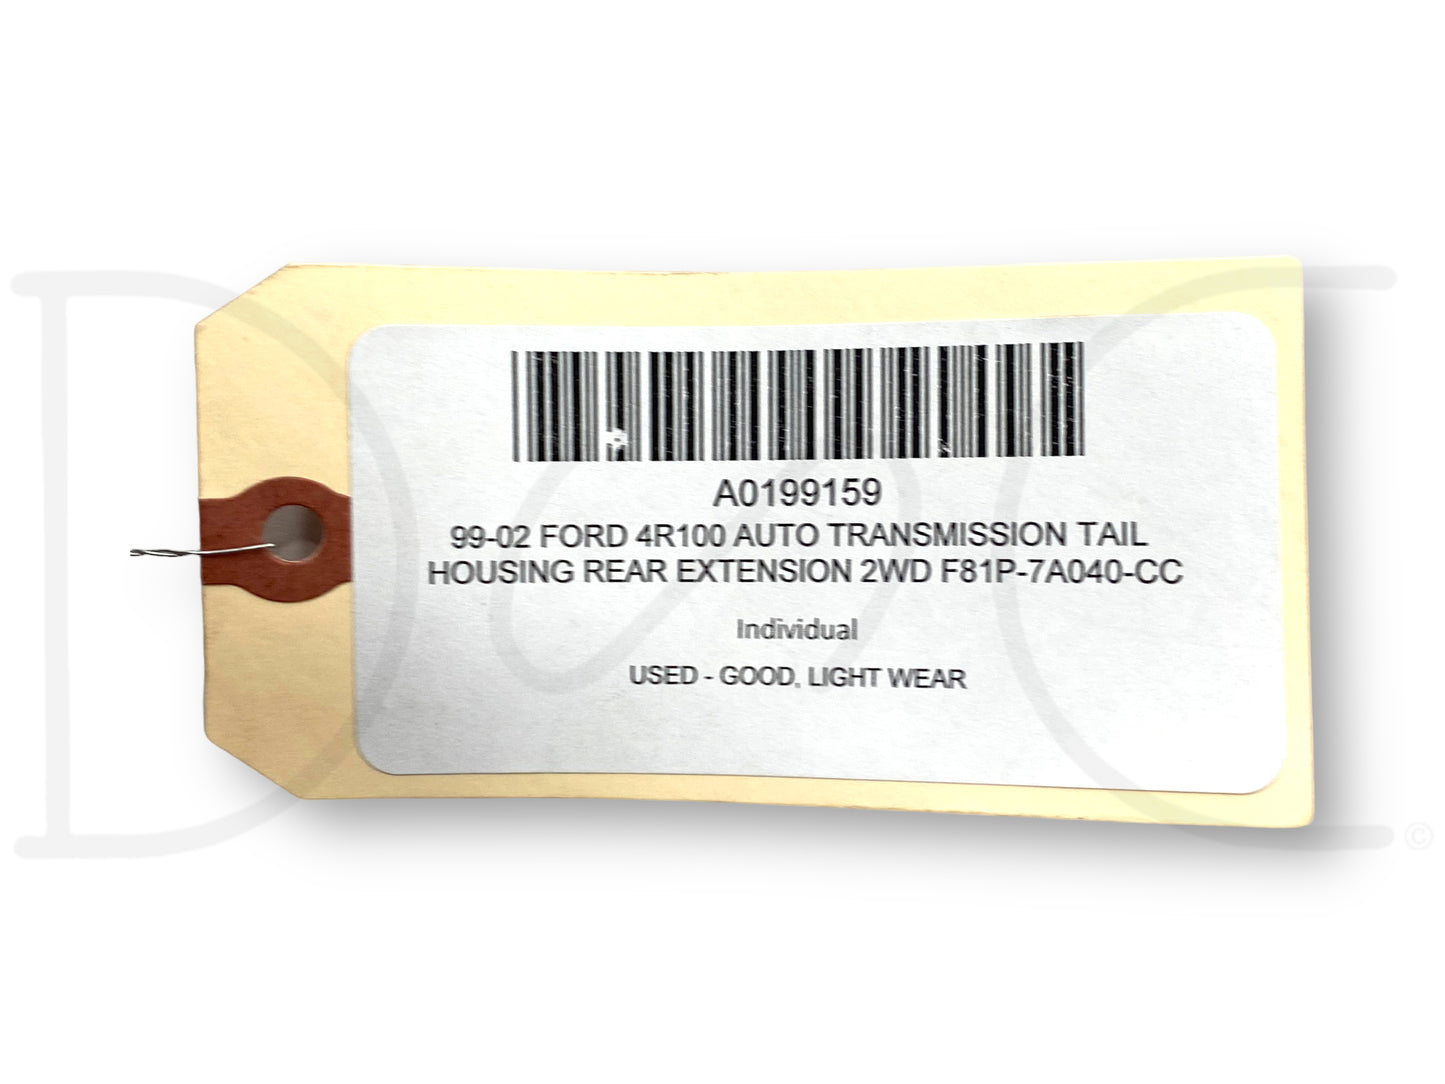 A0199159
99-02 FORD 4R100 AUTO TRANSMISSION TAIL
HOUSING REAR EXTENSION 2WD F81P-7A040-CC
Individual
USED - GOOD, LIGHT WEAR
D C
©